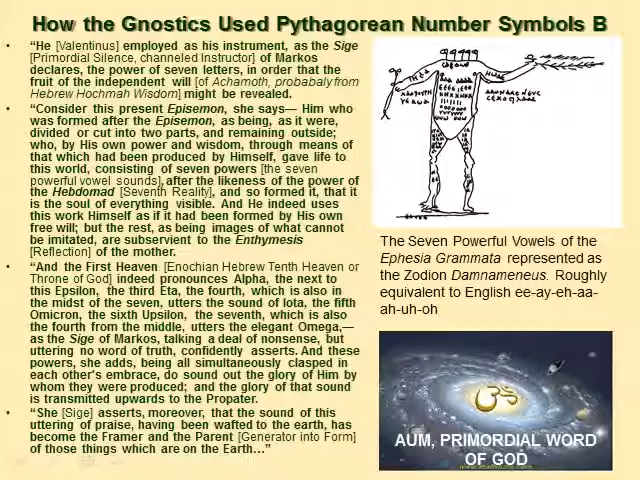 How the Gnostics Used Pythagorean Number Symbols B
• “He [Valentinus] employed as his instrument, as the Sige
[Primordial Silence, channeled Instructor] of Markos
declares, the power of seven letters, in order that the
fruit of the independent will [of Achamoth, probabaly from
Hebrew Hochmah Wisdom] might be revealed.
• “Consider this present Episemon, she says— Him who
was formed after the Episemon, as being, as it were,
divided or cut into two parts, and remaining outside;
who, by His own power and wisdom, through means of
that which had been produced by Himself, gave life to
this world, consisting of seven powers [the seven
powerful vowel sounds], after the likeness of the power of
the Hebdomad [Seventh Reality], and so formed it, that it
is the soul of everything visible. And He indeed uses
this work Himself as if it had been formed by His own
free will; but the rest, as being images of what cannot
be imitated, are subservient to the Enthymesis
[Reflection] of the mother.
• “And the First Heaven [Enochian Hebrew Tenth Heaven or
Throne of God] indeed pronounces Alpha, the next to
this Epsilon, the third Eta, the fourth, which is also in
the midst of the seven, utters the sound of Iota, the fifth
Omicron, the sixth Upsilon, the seventh, which is also
the fourth from the middle, utters the elegant Omega,—
as the Sige of Markos, talking a deal of nonsense, but
uttering no word of truth, confidently asserts. And these
powers, she adds, being all simultaneously clasped in
each other's embrace, do sound out the glory of Him by
whom they were produced; and the glory of that sound
is transmitted upwards to the Propater.
• “She [Sige] asserts, moreover, that the sound of this
uttering of praise, having been wafted to the earth, has
become the Framer and the Parent [Generator into Form]
of those things which are on the Earth…”
The Seven Powerful Vowels of the
Ephesia Grammata represented as
the Zodion Damnameneus. Roughly
equivalent to English ee-ay-eh-aa-
ah-uh-oh
ॐ
AUM, PRIMORDIAL WORD
OF GOD